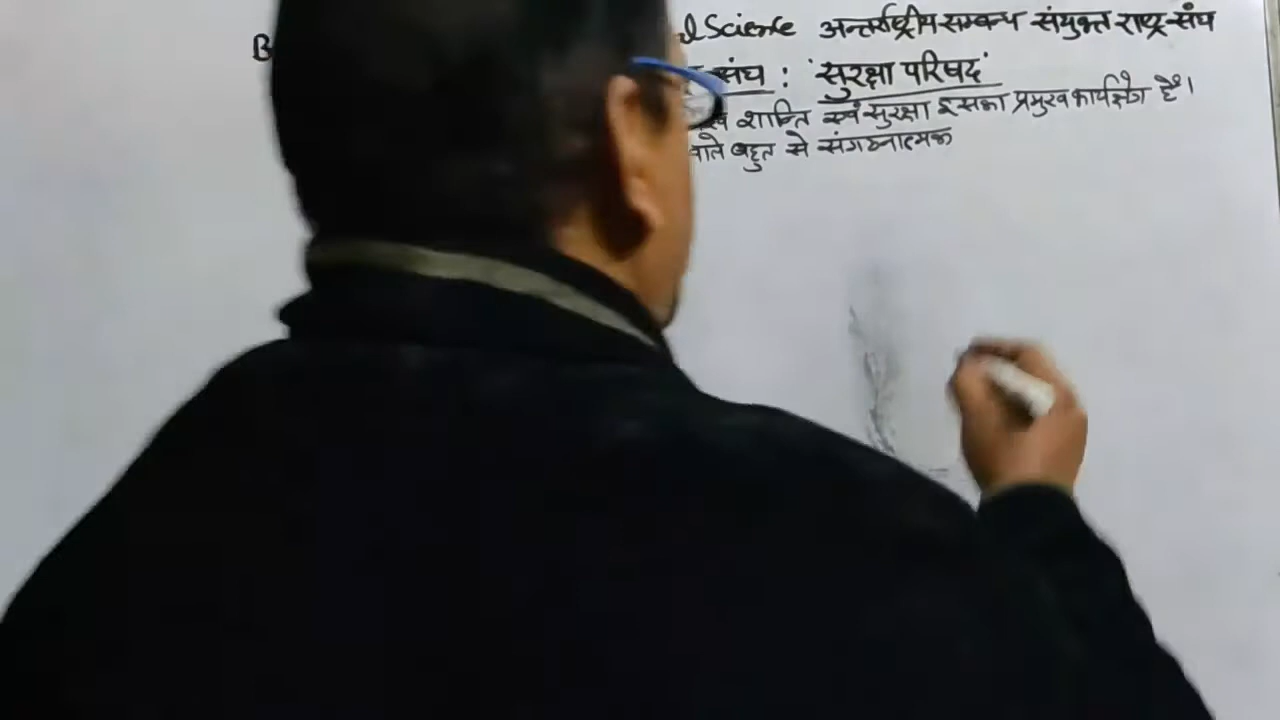 B Science अन्तर्राष्ट्रीय सम्बन्ध संयुक्त राष्ट्र संघ
संघ : 'सुरक्षा परिषद'
शान्ति एवं सुरक्षा इसका प्रमुख कार्यक्षेत्र है।
वाले बहुत से संगठनात्मक